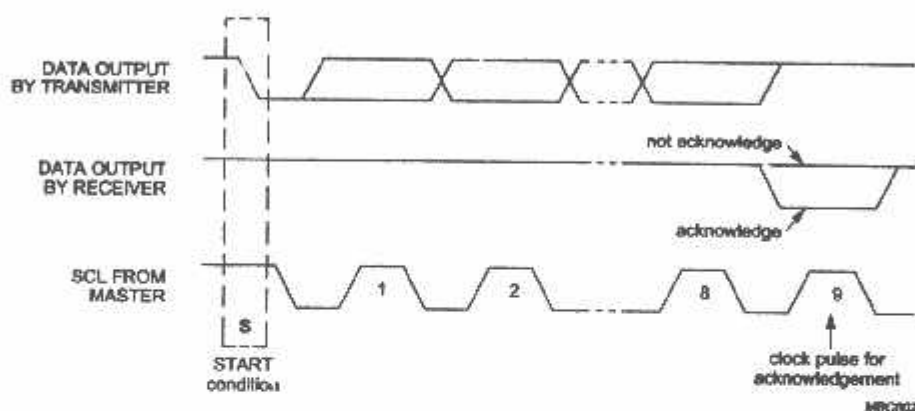 DATA OUTPUT
BY TRANSMITTER
not acknowledge
DATA OUTPUT
BY RECEIVER
acknowledge
SCL FROM
MASTER
1
2
8
9
S
START
condition
clock pulse for
acknowledgement